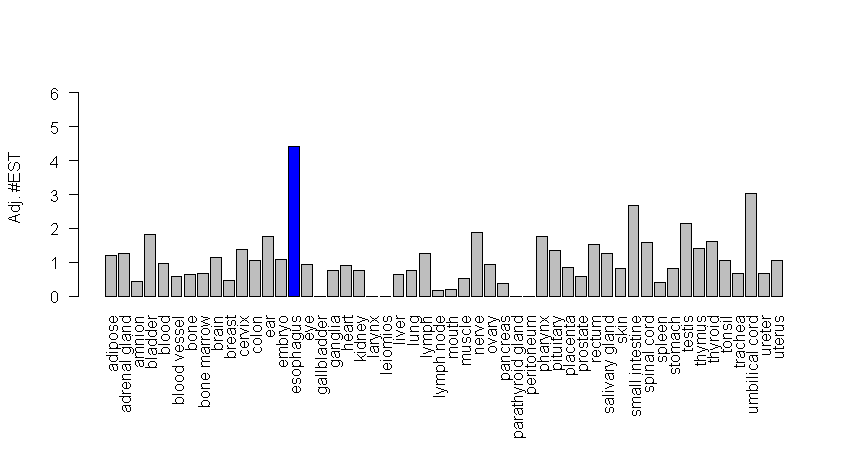 Adj. #EST
6
5
4
3
2
1
0
adipose
adrenal gland
amnion
bladder
blood
blood vessel
bone
bone marrow
brain
breast
cervix
colon
ear
embryo
esophagus
eye
gallbladder
ganglia
heart
kidney
larynx
leiomios
liver
lung
lymph
lymph node
mouth
muscle
nerve
ovary
pancreas
parathyroid gland
peritoneum
pharynx
pituitary
placenta
prostate
rectum
salivary gland
skin
small intestine
spinal cord
spleen
stomach
testis
thymus
thyroid
tonsil
trachea
umbilical cord
ureter
uterus